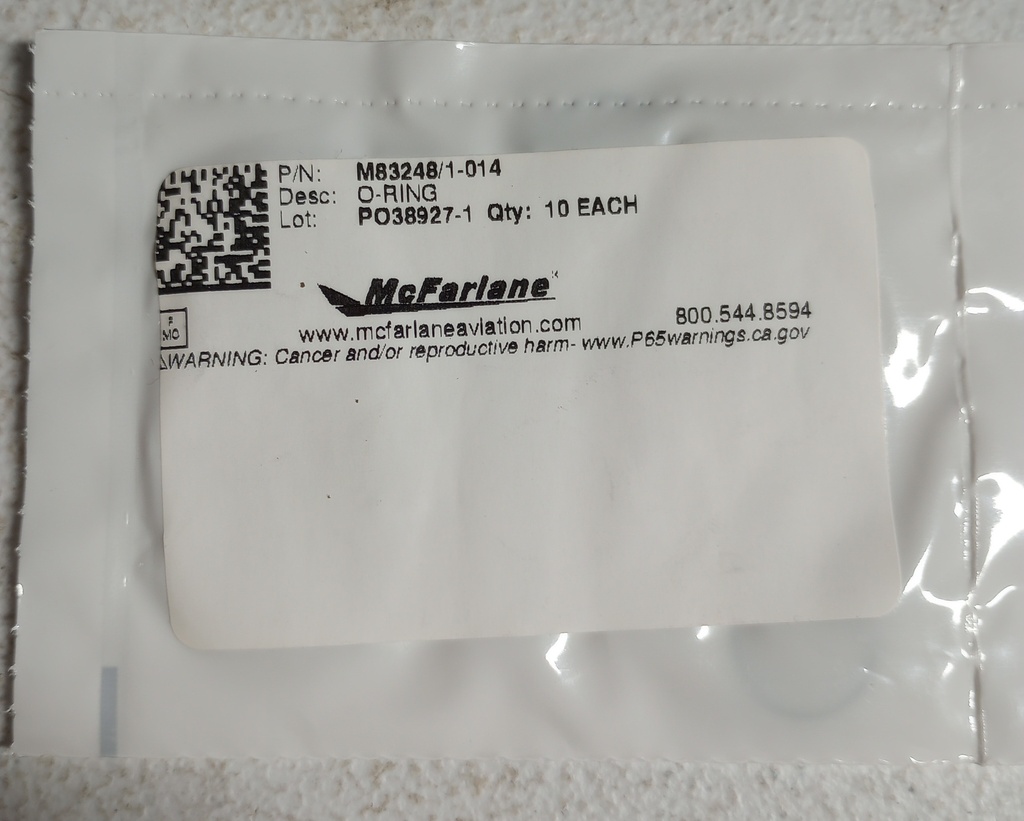 P/N: M83248/1-014
Desc: O-RING
Lot: PO38927-1 Qty: 10 EACH
McFarlane
www.mcfarlaneaviation.com 800.544.8594
WARNING: Cancer and/or reproductive harm- www.P65warnings.ca.gov